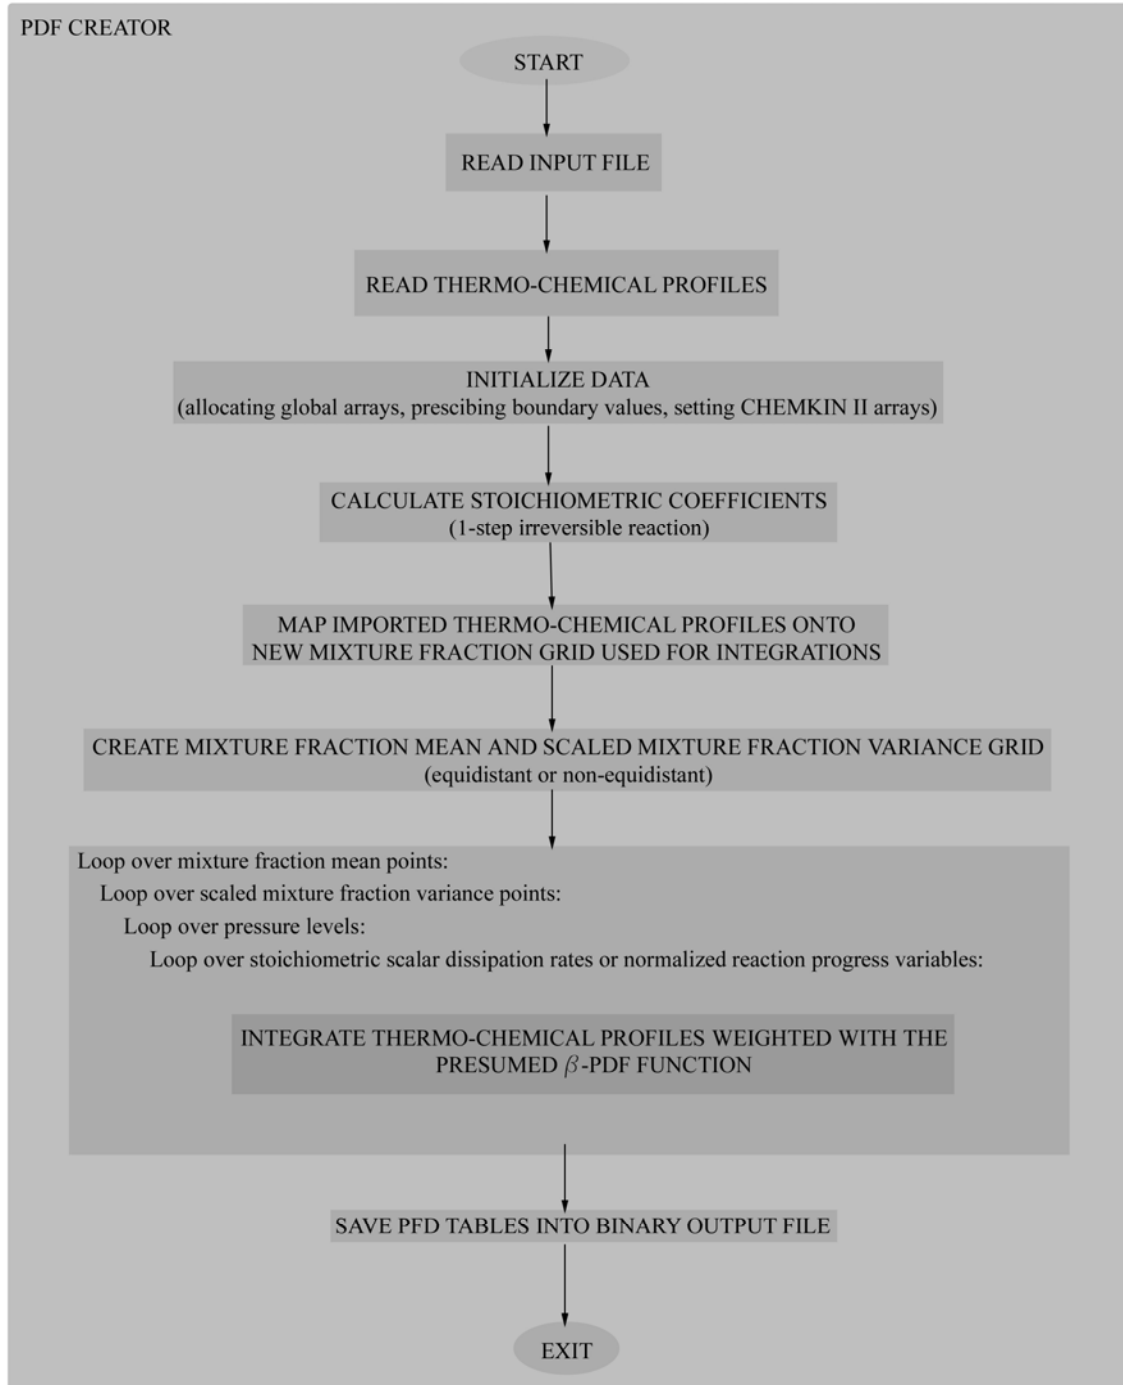 PDF CREATOR
START
READ INPUT FILE
READ THERMO-CHEMICAL PROFILES
INITIALIZE DATA
(allocating global arrays, prescibing boundary values, setting CHEMKIN II arrays)
CALCULATE STOICHIOMETRIC COEFFICIENTS
(1-step irreversible reaction)
MAP IMPORTED THERMO-CHEMICAL PROFILES ONTO
NEW MIXTURE FRACTION GRID USED FOR INTEGRATIONS
CREATE MIXTURE FRACTION MEAN AND SCALED MIXTURE FRACTION VARIANCE GRID
(equidistant or non-equidistant)
Loop over mixture fraction mean points:
Loop over scaled mixture fraction variance points:
Loop over pressure levels:
Loop over stoichiometric scalar dissipation rates or normalized reaction progress variables:
INTEGRATE THERMO-CHEMICAL PROFILES WEIGHTED WITH THE
PRESUMED β-PDF FUNCTION
SAVE PFD TABLES INTO BINARY OUTPUT FILE
EXIT